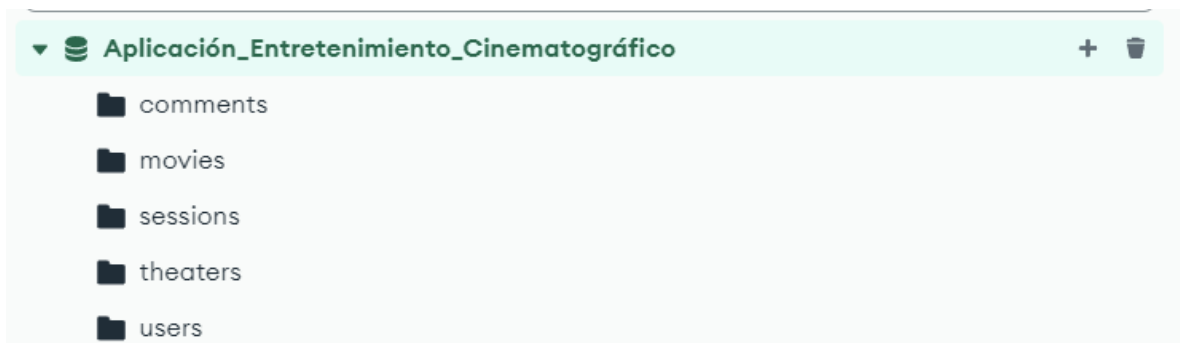 Aplicación_Entretenimiento_Cinematográfico
comments
movies
sessions
theaters
users